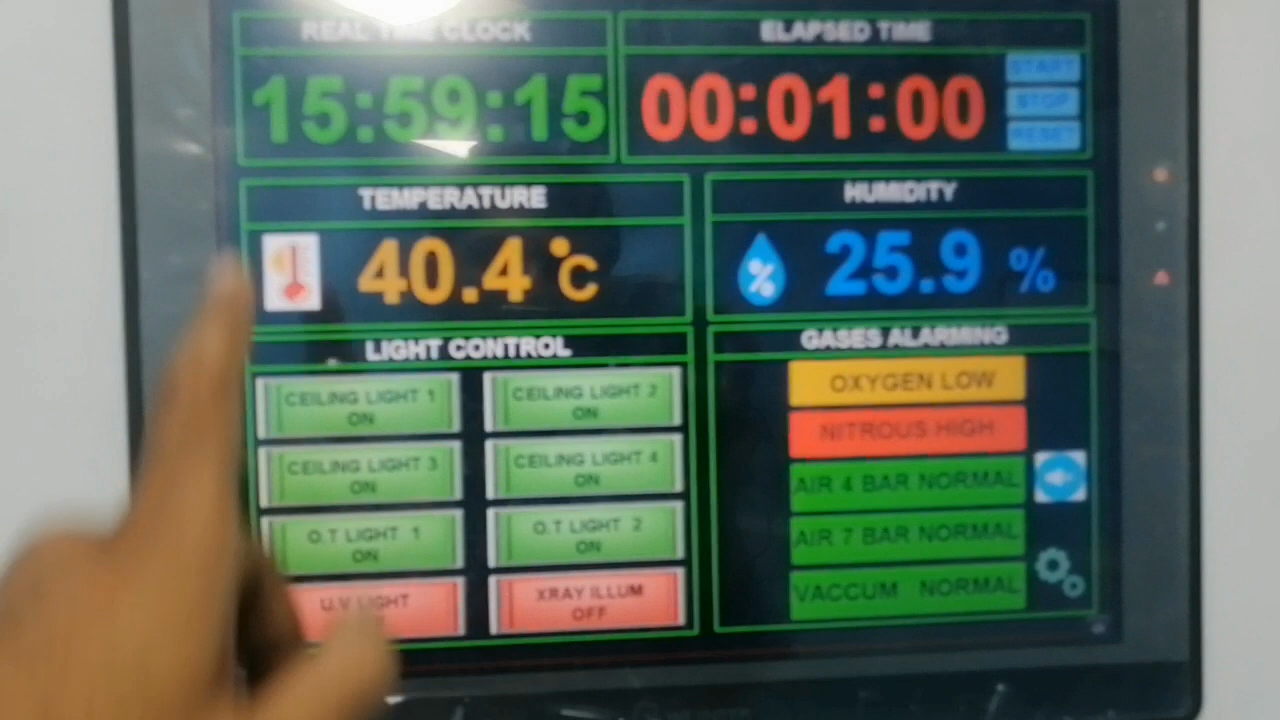 REAL TIME CLOCK
15:59:15
ELAPSED TIME
00:01:00
START
STOP
RESET
TEMPERATURE
40.4 °C
HUMIDITY
%
25.9 %
LIGHT CONTROL
CEILING LIGHT 1
ON
CEILING LIGHT 2
ON
CEILING LIGHT 3
ON
CEILING LIGHT 4
ON
O.T LIGHT 1
ON
O.T LIGHT 2
ON
U.V LIGHT
XRAY ILLUM
OFF
GASES ALARMING
OXYGEN LOW
NITROUS HIGH
AIR 4 BAR NORMAL
AIR 7 BAR NORMAL
VACCUM NORMAL